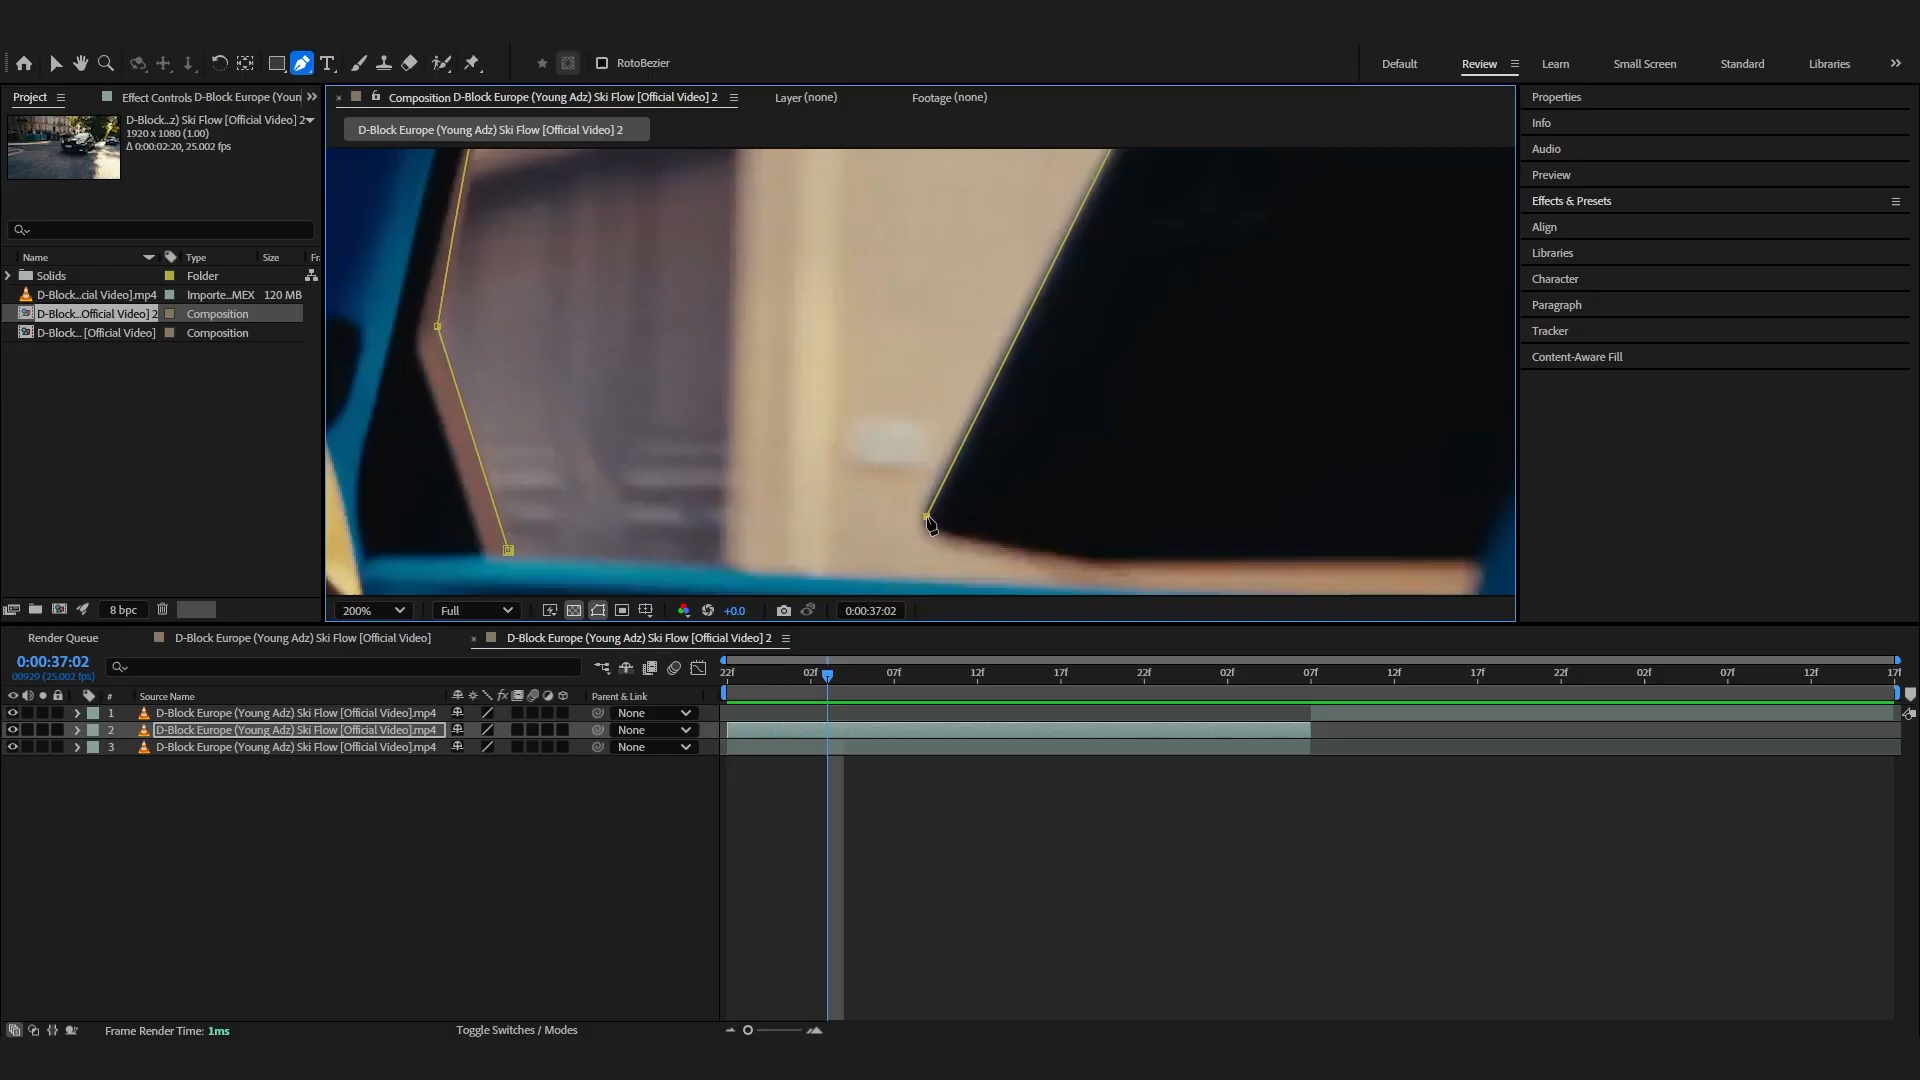 RotoBezier
Default
Review
Learn
Small Screen
Standard
Libraries
Project
Effect Controls D-Block Europe (Youn
Composition D-Block Europe (Young Adz) Ski Flow [Official Video] 2
Layer (none)
Footage (none)
D-Block...z) Ski Flow [Official Video] 2
1920 x 1080 (1.00)
Δ 0:00:02:20, 25.002 fps
D-Block Europe (Young Adz) Ski Flow [Official Video] 2
Name
Type
Size
Fr
Solids
Folder
D-Block...cial Video].mp4
Importe...MEX
120 MB
D-Block...Official Video] 2
Composition
D-Block... [Official Video]
Composition
Properties
Info
Audio
Preview
Effects & Presets
Align
Libraries
Character
Paragraph
Tracker
Content-Aware Fill
8 bpc
200%
Full
+0.0
0:00:37:02
Render Queue
D-Block Europe (Young Adz) Ski Flow [Official Video]
D-Block Europe (Young Adz) Ski Flow [Official Video] 2
0:00:37:02
00929 (25.002 fps)
22f 02f 07f 12f 17f 22f 02f 07f 12f 17f 22f 02f 07f 12f 17f
# Source Name
fx
Parent & Link
1 D-Block Europe (Young Adz) Ski Flow [Official Video].mp4 None
2 D-Block Europe (Young Adz) Ski Flow [Official Video].mp4 None
3 D-Block Europe (Young Adz) Ski Flow [Official Video].mp4 None
Frame Render Time: 1ms
Toggle Switches / Modes